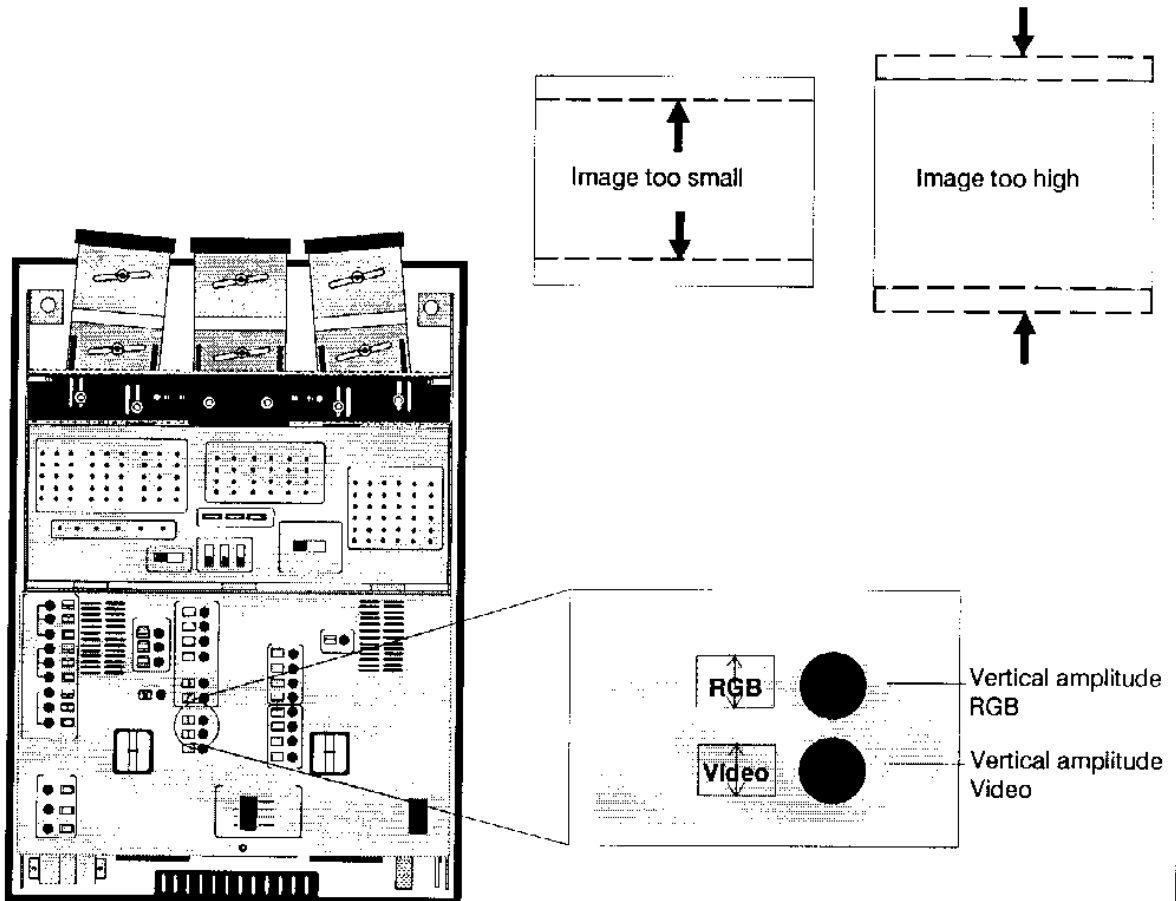 Image too small
Image too high
RGB
Vertical amplitude
RGB
Video
Vertical amplitude
Video